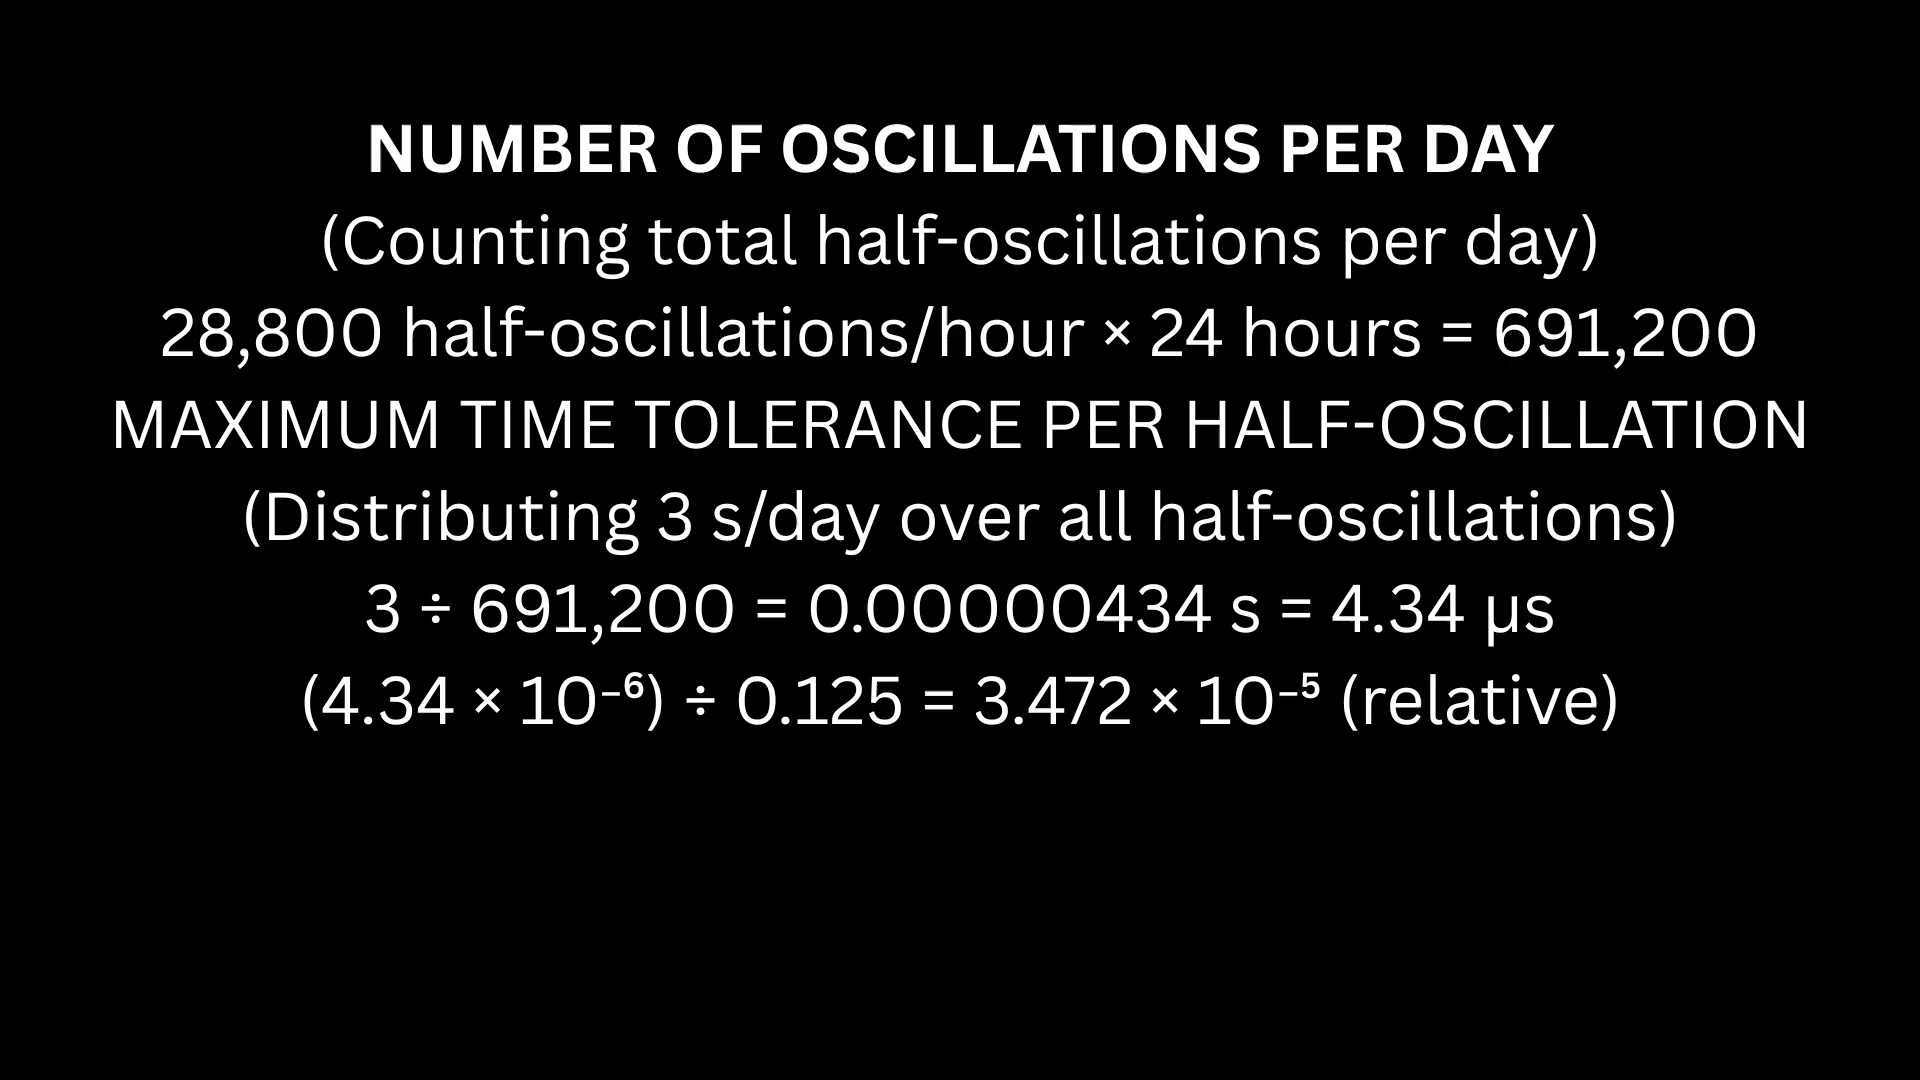 NUMBER OF OSCILLATIONS PER DAY
(Counting total half-oscillations per day)
28,800 half-oscillations/hour × 24 hours = 691,200
MAXIMUM TIME TOLERANCE PER HALF-OSCILLATION
(Distributing 3 s/day over all half-oscillations)
3 ÷ 691,200 = 0.00000434 s = 4.34 μs
(4.34 × 10⁻⁶) ÷ 0.125 = 3.472 × 10⁻⁵ (relative)